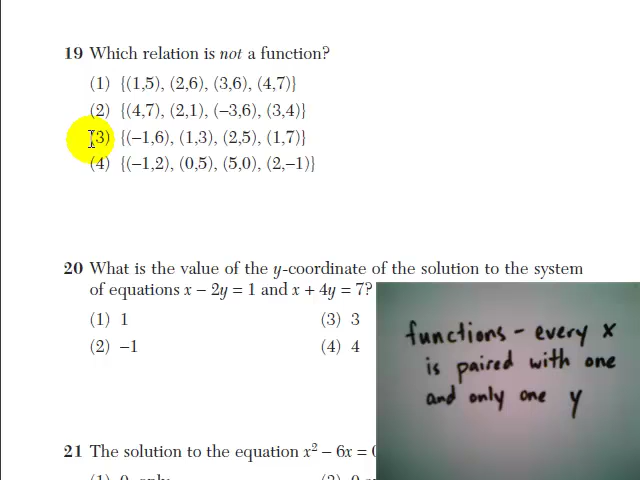 19 Which relation is not a function?
(1) {(1,5), (2,6), (3,6), (4,7)}
(2) {(4,7), (2,1), (−3,6), (3,4)}
(3) {(−1,6), (1,3), (2,5), (1,7)}
(4) {(−1,2), (0,5), (5,0), (2,−1)}
20 What is the value of the y-coordinate of the solution to the system
of equations x − 2y = 1 and x + 4y = 7?
(1) 1 (3) 3
(2) −1 (4) 4
functions - every x
is paired with one
and only one y
21 The solution to the equation x² − 6x =